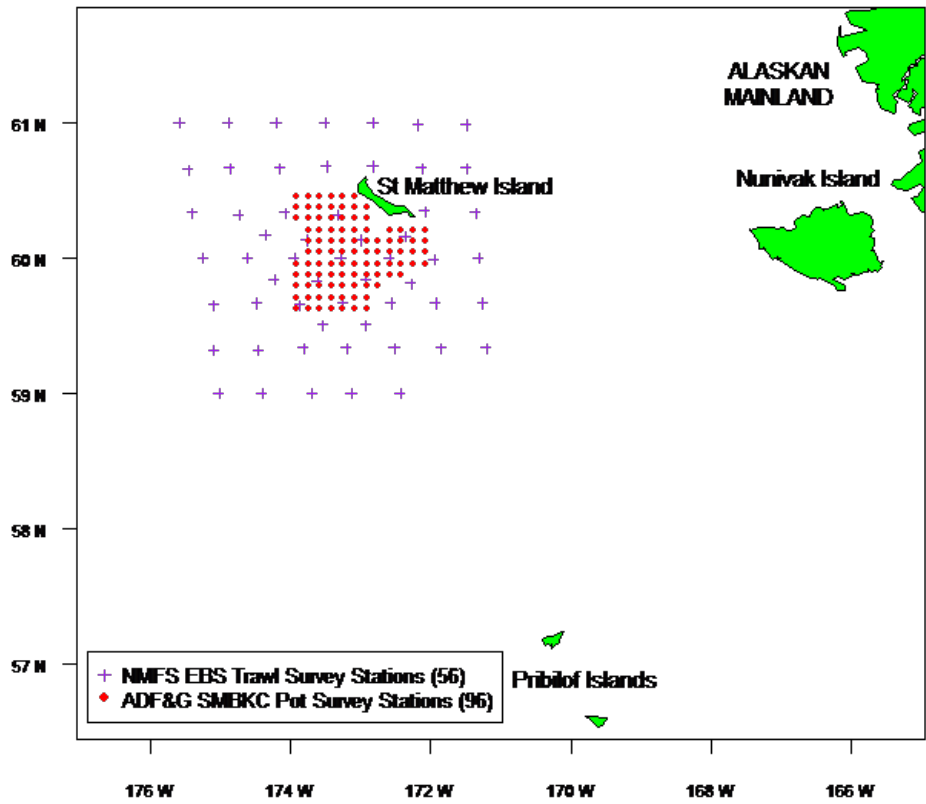 ALASKAN
MAINLAND
61 N
St Matthew Island
Nunivak Island
60 N
59 N
58 N
57 N
NMFS EBS Trawl Survey Stations (56)
ADF&G SMBKC Pot Survey Stations (96)
Pribilof Islands
176 W
174 W
172 W
170 W
168 W
166 W